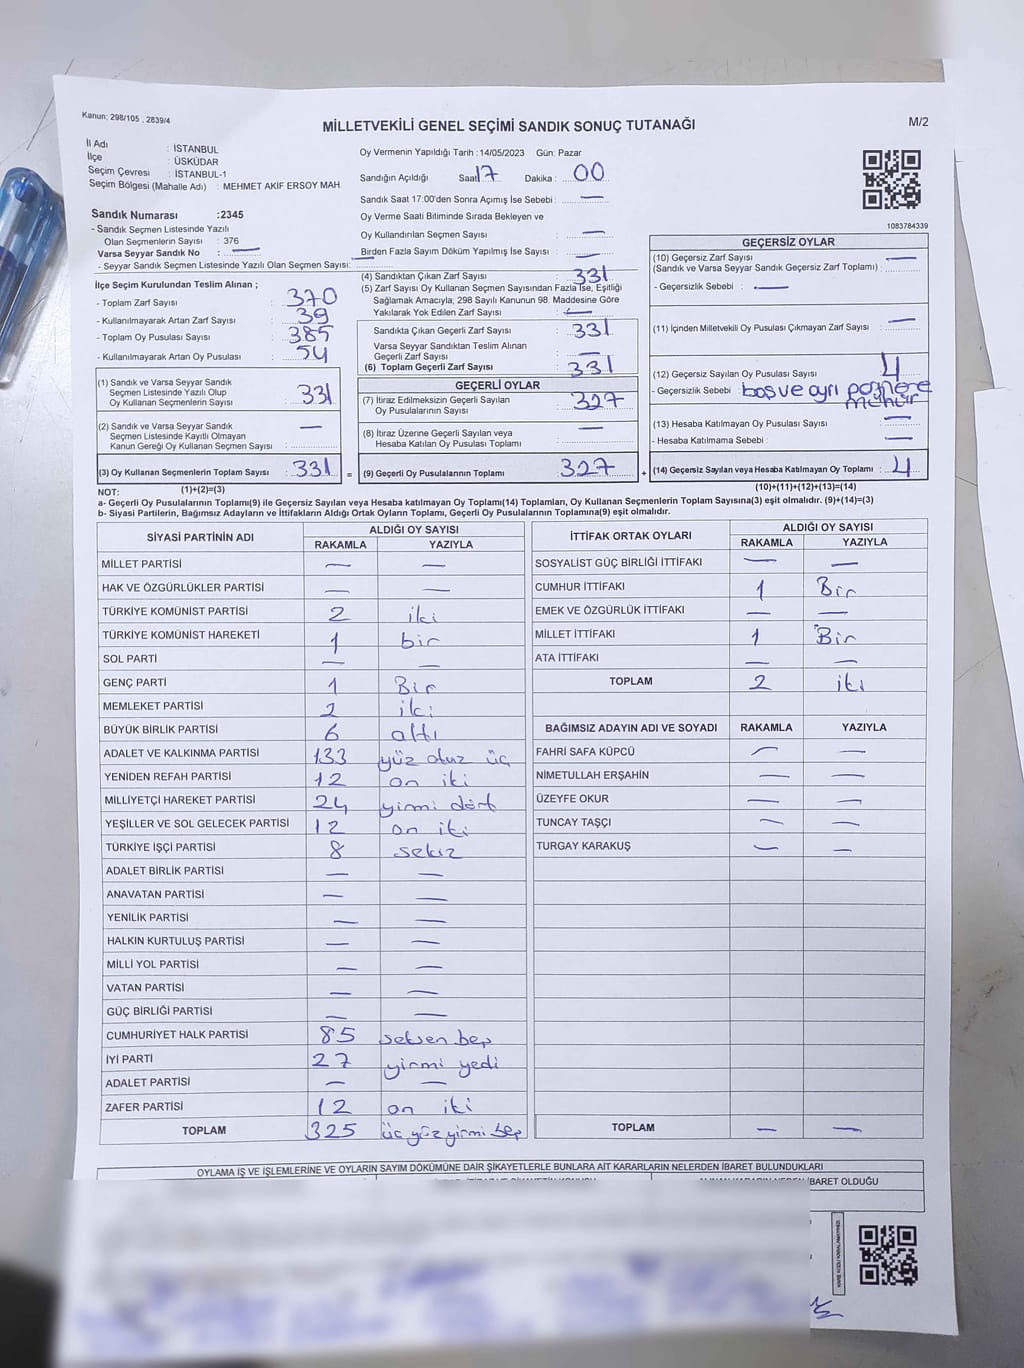 Kanun: 298/105 , 2839/4
MİLLETVEKİLİ GENEL SEÇİMİ SANDIK SONUÇ TUTANAĞI
M/2
İl Adı : İSTANBUL
İlçe : ÜSKÜDAR
Seçim Çevresi : İSTANBUL-1
Seçim Bölgesi (Mahalle Adı) : MEHMET AKİF ERSOY MAH.
Sandık Numarası :2345
- Sandık Seçmen Listesinde Yazılı
Olan Seçmenlerin Sayısı : 376
Varsa Seyyar Sandık No : —
- Seyyar Sandık Seçmen Listesinde Yazılı Olan Seçmen Sayısı: —
İlçe Seçim Kurulundan Teslim Alınan ;
- Toplam Zarf Sayısı : 370
- Kullanılmayarak Artan Zarf Sayısı : 39
- Toplam Oy Pusulası Sayısı : 385
- Kullanılmayarak Artan Oy Pusulası : 54
(1) Sandık ve Varsa Seyyar Sandık
Seçmen Listesinde Yazılı Olup
Oy Kullanan Seçmenlerin Sayısı : 331
(2) Sandık ve Varsa Seyyar Sandık
Seçmen Listesinde Kayıtlı Olmayan
Kanun Gereği Oy Kullanan Seçmen Sayısı : —
(3) Oy Kullanan Seçmenlerin Toplam Sayısı : 331 =
(1)+(2)=(3)
Oy Vermenin Yapıldığı Tarih :14/05/2023 Gün: Pazar
Sandığın Açıldığı Saat 17 Dakika : 00
Sandık Saat 17:00'den Sonra Açımış İse Sebebi : —
Oy Verme Saati Bitiminde Sırada Bekleyen ve
Oy Kullandırılan Seçmen Sayısı : —
Birden Fazla Sayım Döküm Yapılmış İse Sayısı : —
(4) Sandıktan Çıkan Zarf Sayısı : 331
(5) Zarf Sayısı Oy Kullanan Seçmen Sayısından Fazla İse, Eşitliği
Sağlamak Amacıyla, 298 Sayılı Kanunun 98. Maddesine Göre
Yakılarak Yok Edilen Zarf Sayısı : —
Sandıkta Çıkan Geçerli Zarf Sayısı : 331
Varsa Seyyar Sandıktan Teslim Alınan
Geçerli Zarf Sayısı : —
(6) Toplam Geçerli Zarf Sayısı : 331
GEÇERLİ OYLAR
(7) İtiraz Edilmeksizin Geçerli Sayılan
Oy Pusulalarının Sayısı : 327
(8) İtiraz Üzerine Geçerli Sayılan veya
Hesaba Katılan Oy Pusulası Toplamı : —
(9) Geçerli Oy Pusulalarının Toplamı : 327 +
1083784339
GEÇERSİZ OYLAR
(10) Geçersiz Zarf Sayısı
(Sandık ve Varsa Seyyar Sandık Geçersiz Zarf Toplamı) : —
- Geçersizlik Sebebi : —
(11) İçinden Milletvekili Oy Pusulası Çıkmayan Zarf Sayısı : —
(12) Geçersiz Sayılan Oy Pusulası Sayısı : 4
- Geçersizlik Sebebi : boş ve ayrı
mühür
(13) Hesaba Katılmayan Oy Pusulası Sayısı : —
- Hesaba Katılmama Sebebi : —
(14) Geçersiz Sayılan veya Hesaba Katılmayan Oy Toplamı : 4
(10)+(11)+(12)+(13)=(14)
NOT:
a- Geçerli Oy Pusulalarının Toplamı(9) ile Geçersiz Sayılan veya Hesaba katılmayan Oy Toplamı(14) Toplamları, Oy Kullanan Seçmenlerin Toplam Sayısına(3) eşit olmalıdır. (9)+(14)=(3)
b- Siyasi Partilerin, Bağımsız Adayların ve İttifakların Aldığı Ortak Oyların Toplamı, Geçerli Oy Pusulalarının Toplamına(9) eşit olmalıdır.
SİYASİ PARTİNİN ADI ALDIĞI OY SAYISI
RAKAMLA YAZIYLA
MİLLET PARTİSİ — —
HAK VE ÖZGÜRLÜKLER PARTİSİ — —
TÜRKİYE KOMÜNİST PARTİSİ 2 iki
TÜRKİYE KOMÜNİST HAREKETİ 1 bir
SOL PARTİ — —
GENÇ PARTİ 1 Bir
MEMLEKET PARTİSİ 2 iki
BÜYÜK BİRLİK PARTİSİ 6 altı
ADALET VE KALKINMA PARTİSİ 133 yüz otuz üç
YENİDEN REFAH PARTİSİ 12 on iki
MİLLİYETÇİ HAREKET PARTİSİ 24 yirmi dört
YEŞİLLER VE SOL GELECEK PARTİSİ 12 on iki
TÜRKİYE İŞÇİ PARTİSİ 8 sekiz
ADALET BİRLİK PARTİSİ — —
ANAVATAN PARTİSİ — —
YENİLİK PARTİSİ — —
HALKIN KURTULUŞ PARTİSİ — —
MİLLİ YOL PARTİSİ — —
VATAN PARTİSİ — —
GÜÇ BİRLİĞİ PARTİSİ — —
CUMHURİYET HALK PARTİSİ 85 seksen beş
İYİ PARTİ 27 yirmi yedi
ADALET PARTİSİ — —
ZAFER PARTİSİ 12 on iki
TOPLAM 325 üç yüz yirmi beş
İTTİFAK ORTAK OYLARI ALDIĞI OY SAYISI
RAKAMLA YAZIYLA
SOSYALİST GÜÇ BİRLİĞİ İTTİFAKI — —
CUMHUR İTTİFAKI 1 Bir
EMEK VE ÖZGÜRLÜK İTTİFAKI — —
MİLLET İTTİFAKI 1 Bir
ATA İTTİFAKI — —
TOPLAM 2 iki
BAĞIMSIZ ADAYIN ADI VE SOYADI RAKAMLA YAZIYLA
FAHRİ SAFA KÜPCÜ — —
NİMETULLAH ERŞAHİN — —
ÜZEYFE OKUR — —
TUNCAY TAŞÇI — —
TURGAY KARAKUŞ — —
TOPLAM — —
OYLAMA İŞ VE İŞLEMLERİNE VE OYLARIN SAYIM DÖKÜMÜNE DAİR ŞİKAYETLERLE BUNLARA AİT KARARLARIN NELERDEN İBARET BULUNDUKLARI
İBARET OLDUĞU